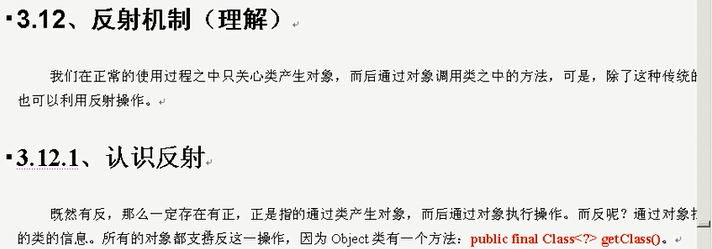 3.12、反射机制（理解）
我们在正常的使用过程之中只关心类产生对象，而后通过对象调用类之中的方法，可是，除了这种传统的
也可以利用反射操作。
3.12.1、认识反射
既然有反，那么一定存在有正，正是指的通过类产生对象，而后通过对象执行操作。而反呢？通过对象找
的类的信息。所有的对象都支持反这一操作，因为 Object 类有一个方法：public final Class<?> getClass()。